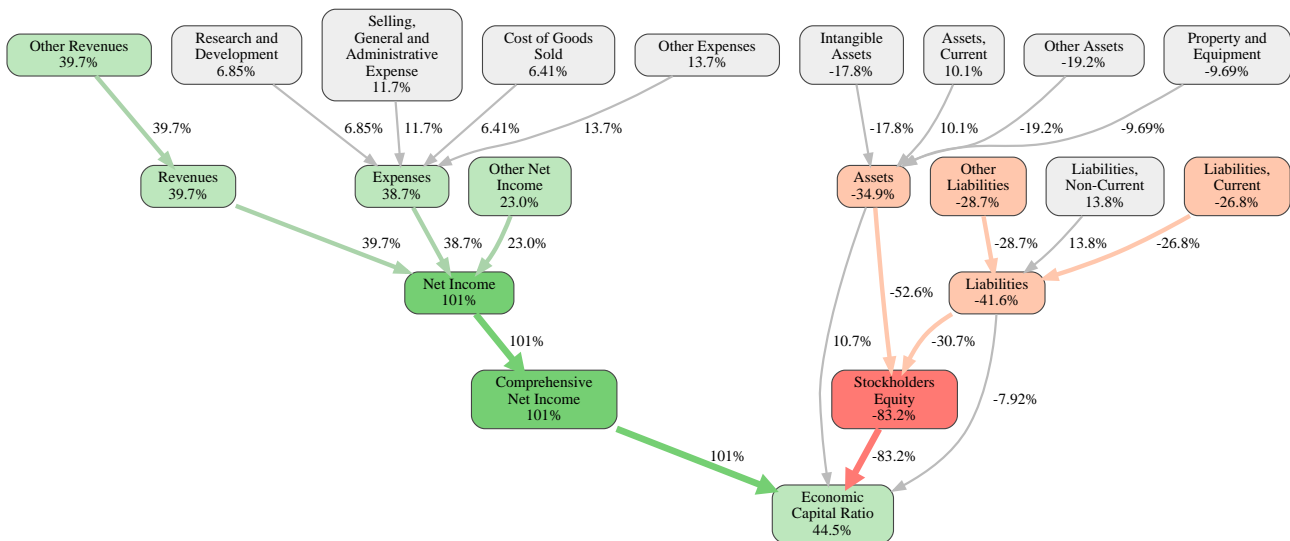 Other Revenues
39.7%
Research and
Development
6.85%
Selling,
General and
Administrative
Expense
11.7%
Cost of Goods
Sold
6.41%
Other Expenses
13.7%
Intangible
Assets
-17.8%
Assets,
Current
10.1%
Other Assets
-19.2%
Property and
Equipment
-9.69%
39.7%
6.85%
11.7%
6.41%
13.7%
-17.8%
10.1%
-19.2%
-9.69%
Revenues
39.7%
Expenses
38.7%
Other Net
Income
23.0%
Assets
-34.9%
Other
Liabilities
-28.7%
Liabilities,
Non-Current
13.8%
Liabilities,
Current
-26.8%
39.7%
38.7%
23.0%
-28.7%
13.8%
-26.8%
Net Income
101%
-52.6%
Liabilities
-41.6%
101%
10.7%
-30.7%
Comprehensive
Net Income
101%
Stockholders
Equity
-83.2%
-7.92%
101%
-83.2%
Economic
Capital Ratio
44.5%